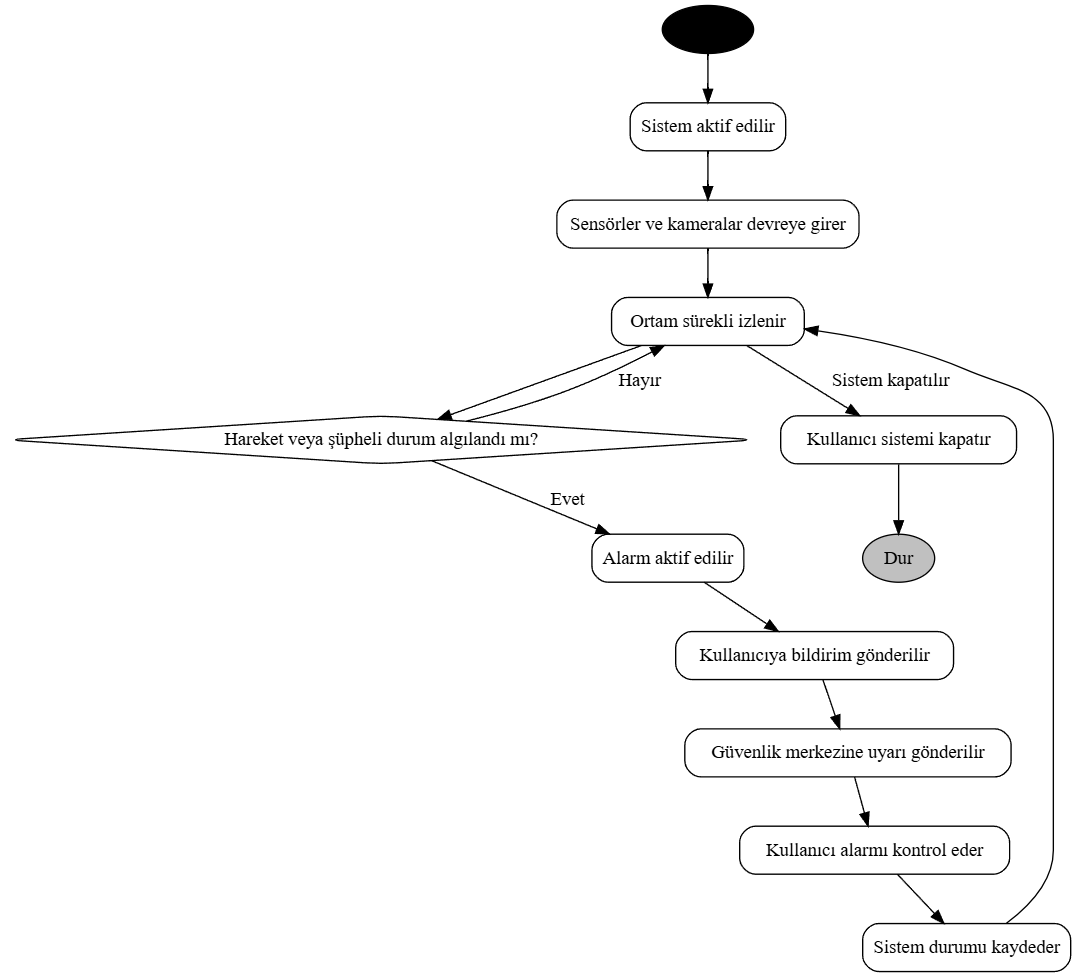 Sistem aktif edilir
Sensörler ve kameralar devreye girer
Ortam sürekli izlenir
Hayır
Sistem kapatılır
Hareket veya şüpheli durum algılandı mı?
Kullanıcı sistemi kapatır
Evet
Alarm aktif edilir
Dur
Kullanıcıya bildirim gönderilir
Güvenlik merkezine uyarı gönderilir
Kullanıcı alarmı kontrol eder
Sistem durumu kaydeder